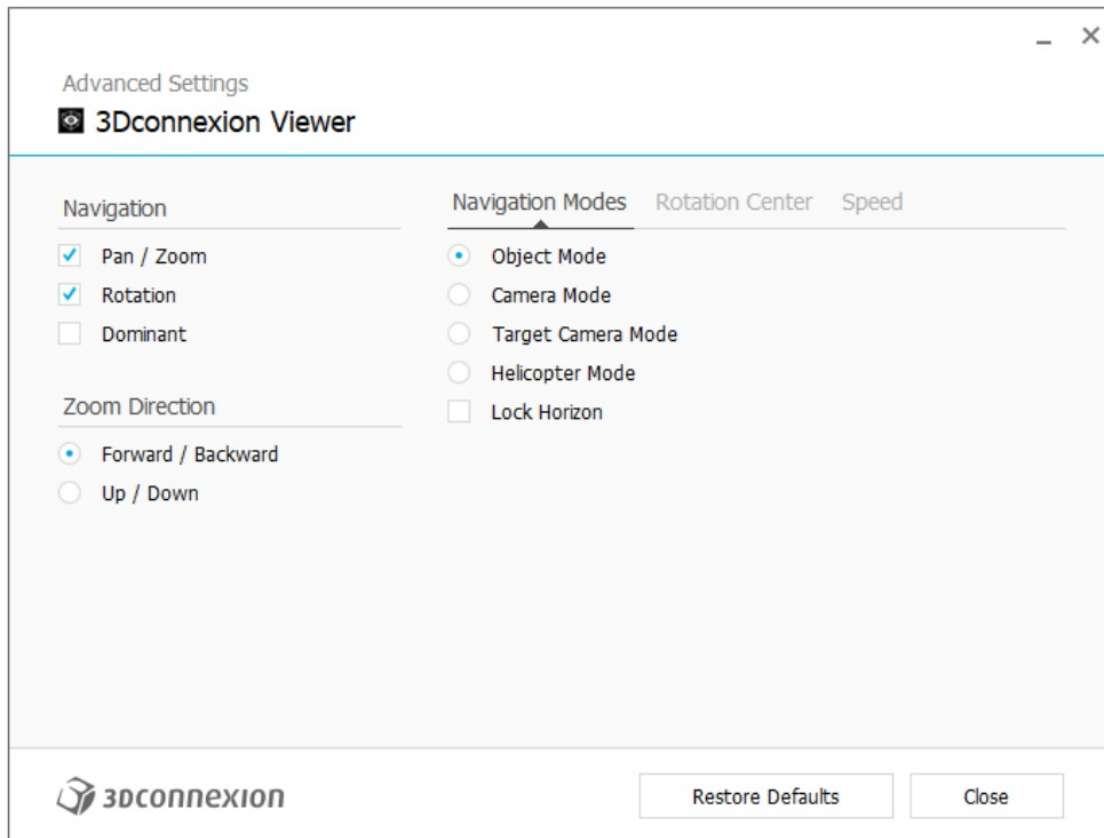 Advanced Settings
3Dconnexion Viewer
Navigation
Pan / Zoom
Rotation
Dominant
Zoom Direction
Forward / Backward
Up / Down
Navigation Modes Rotation Center Speed
Object Mode
Camera Mode
Target Camera Mode
Helicopter Mode
Lock Horizon
3Dconnexion
Restore Defaults Close